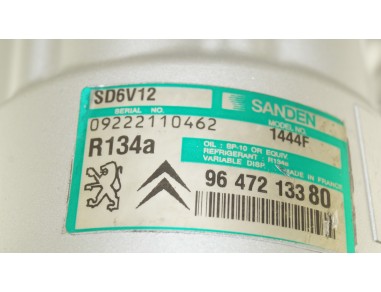 SD6V12
SANDEN
SERIAL NO.
MODEL NO.
09222110462
1444F
R134a
OIL : SP-10 OR EQUIV.
REFRIGERANT : R134a
VARIABLE DISP. MADE IN FRANCE
96 472 133 80